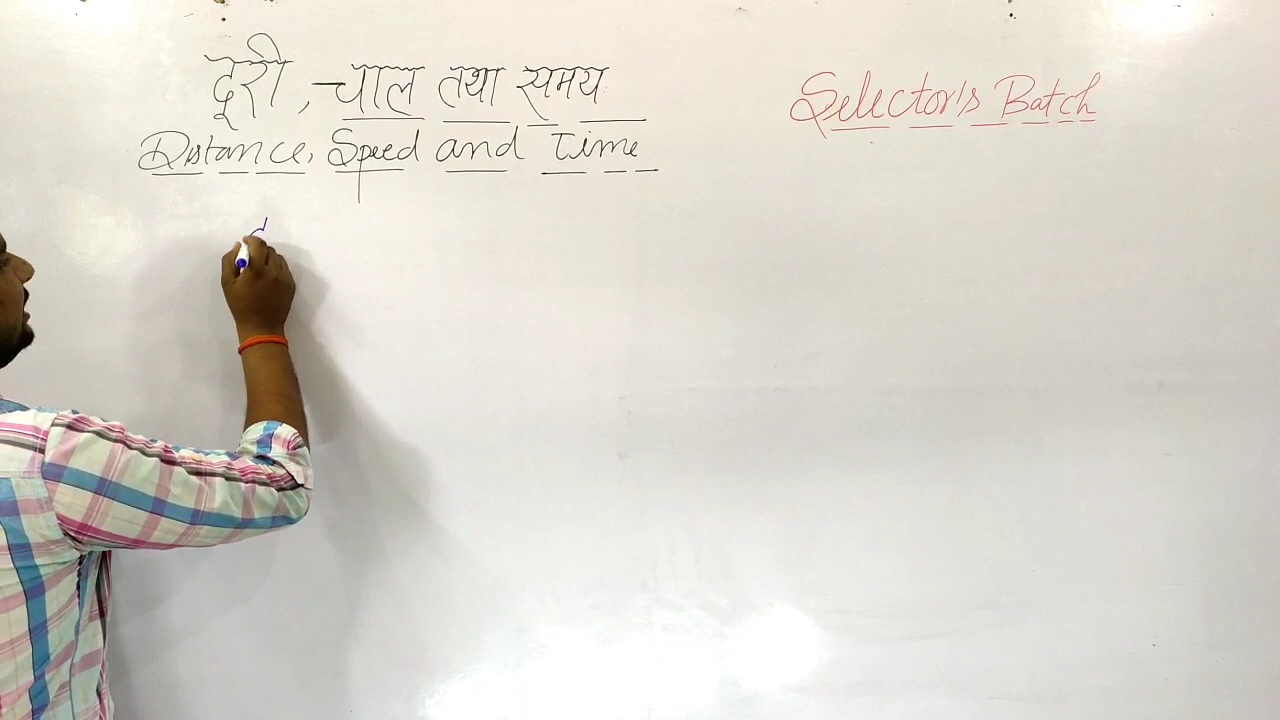 दूरी, चाल तथा समय
Distance, Speed and Time
Selector's Batch